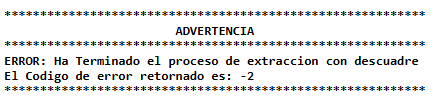 ***********************************************************
ADVERTENCIA
***********************************************************
ERROR: Ha Terminado el proceso de extraccion con descuadre
El Codigo de error retornado es: -2
***********************************************************